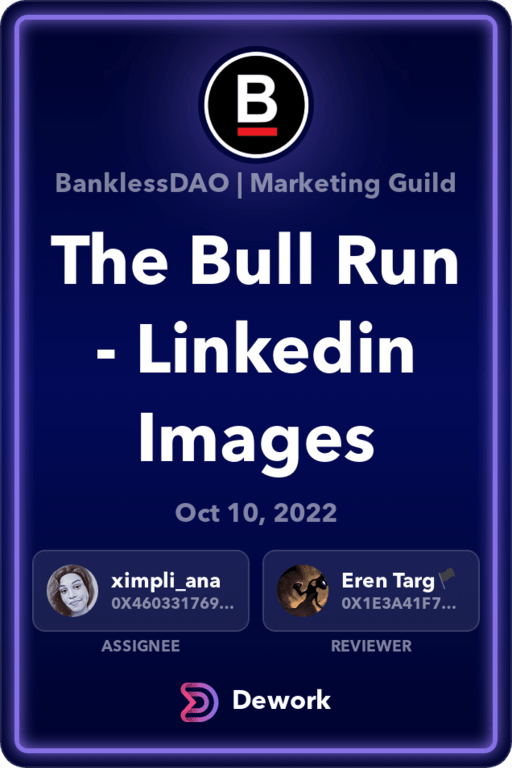 B
BanklessDAO | Marketing Guild
The Bull Run
- Linkedin
Images
Oct 10, 2022
ximpli_ana
0X460331769...
Eren Targ🏴
0X1E3A41F7...
ASSIGNEE
REVIEWER
Dework